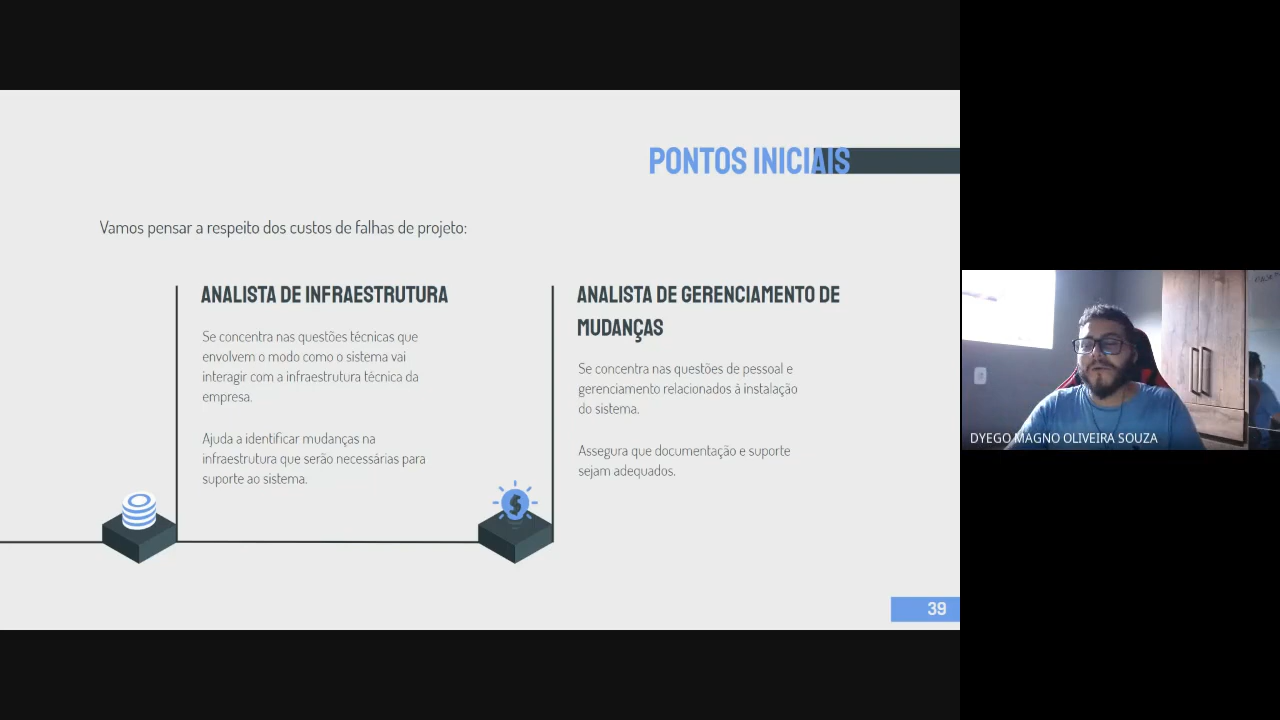 PONTOS INICIAIS
Vamos pensar a respeito dos custos de falhas de projeto:
ANALISTA DE INFRAESTRUTURA
Se concentra nas questões técnicas que
envolvem o modo como o sistema vai
interagir com a infraestrutura técnica da
empresa.
Ajuda a identificar mudanças na
infraestrutura que serão necessárias para
suporte ao sistema.
ANALISTA DE GERENCIAMENTO DE
MUDANÇAS
Se concentra nas questões de pessoal e
gerenciamento relacionados à instalação
do sistema.
Assegura que documentação e suporte
sejam adequados.
39
DYEGO MAGNO OLIVEIRA SOUZA